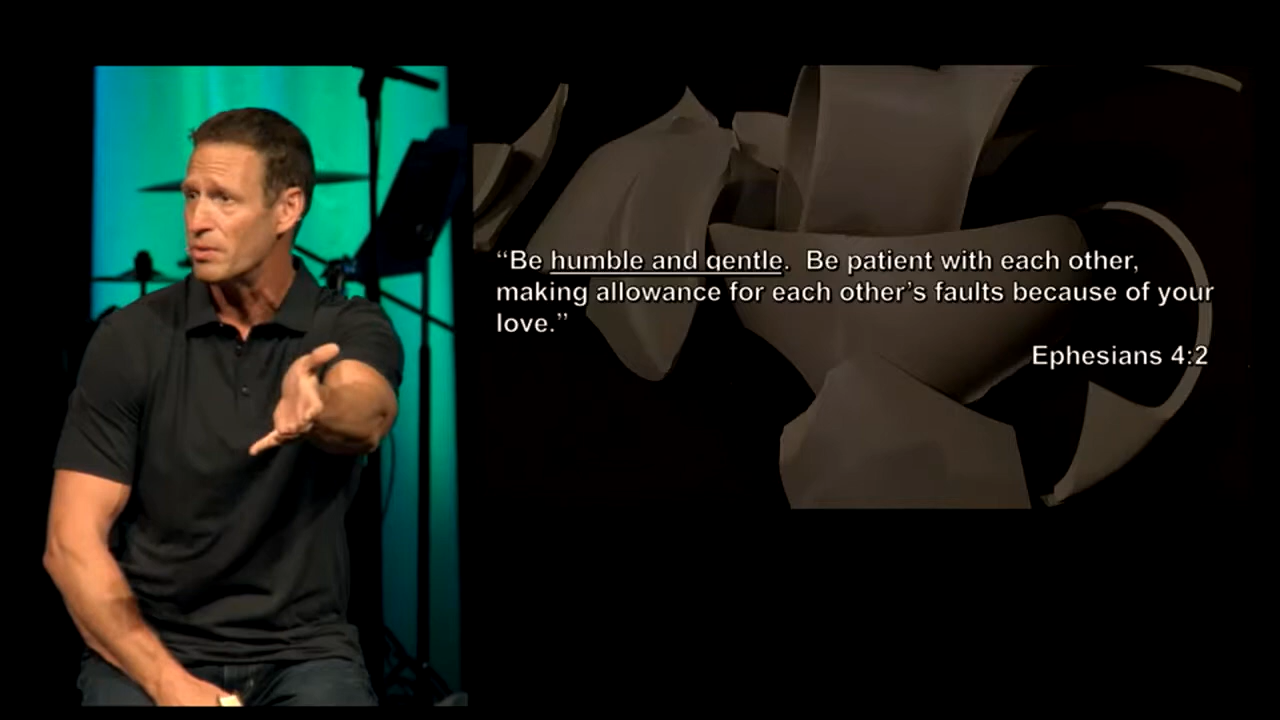 “Be humble and gentle.  Be patient with each other,
making allowance for each other’s faults because of your
love.”
Ephesians 4:2